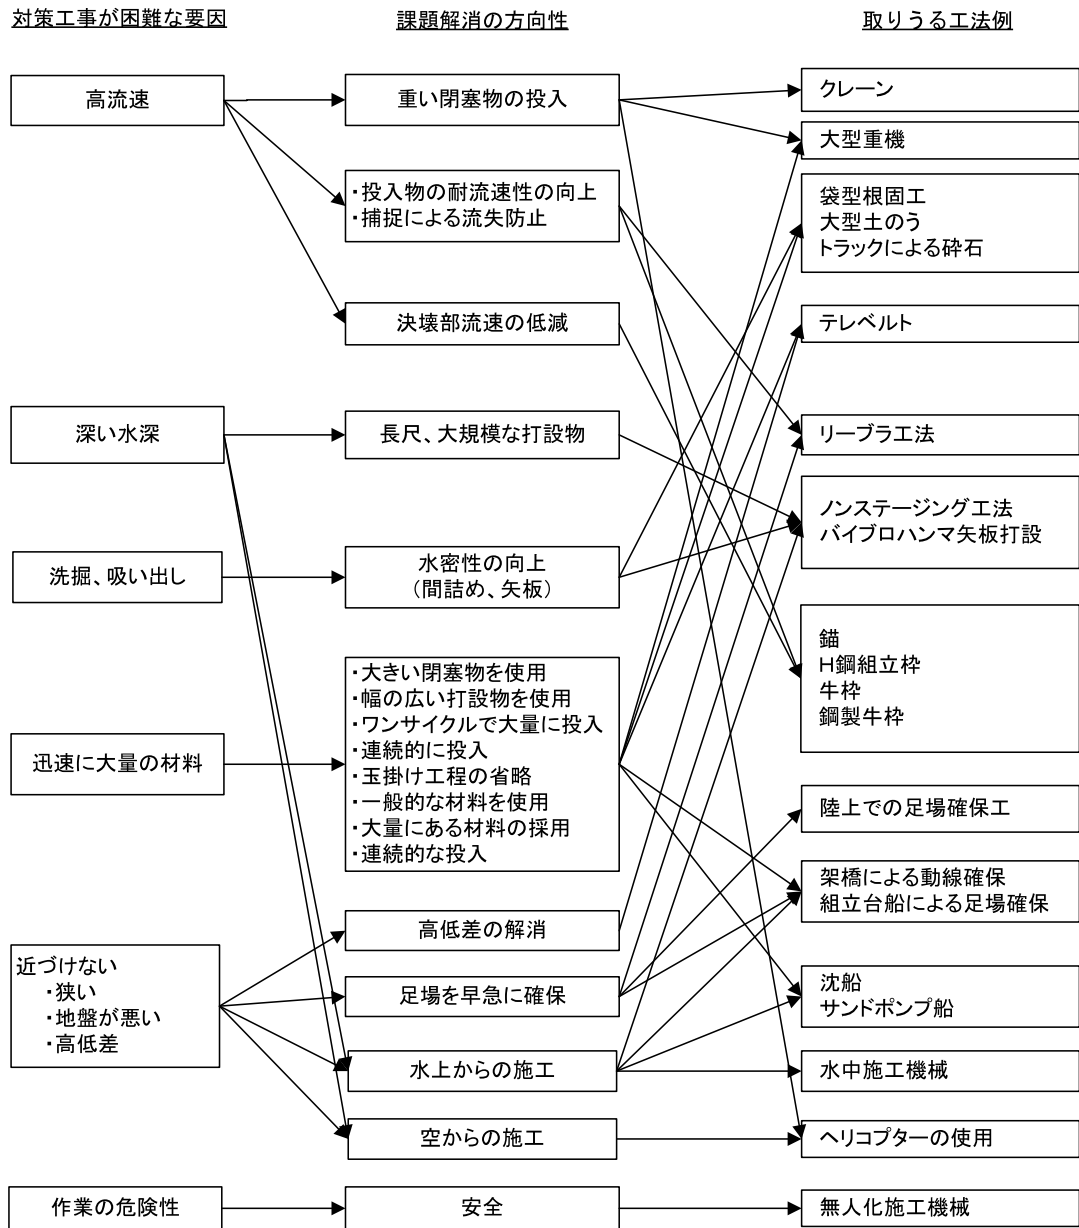 対策工事が困難な要因
課題解消の方向性
取りうる工法例
高流速
深い水深
洗掘、吸い出し
迅速に大量の材料
近づけない
・狭い
・地盤が悪い
・高低差
作業の危険性
重い閉塞物の投入
・投入物の耐流速性の向上
・捕捉による流失防止
決壊部流速の低減
長尺、大規模な打設物
水密性の向上
（間詰め、矢板）
・大きい閉塞物を使用
・幅の広い打設物を使用
・ワンサイクルで大量に投入
・連続的に投入
・玉掛け工程の省略
・一般的な材料を使用
・大量にある材料の採用
・連続的な投入
高低差の解消
足場を早急に確保
水上からの施工
空からの施工
安全
クレーン
大型重機
袋型根固工
大型土のう
トラックによる砕石
テレベルト
リーブラ工法
ノンステージング工法
バイブロハンマ矢板打設
錨
H鋼組立枠
牛枠
鋼製牛枠
陸上での足場確保工
架橋による動線確保
組立台船による足場確保
沈船
サンドポンプ船
水中施工機械
ヘリコプターの使用
無人化施工機械